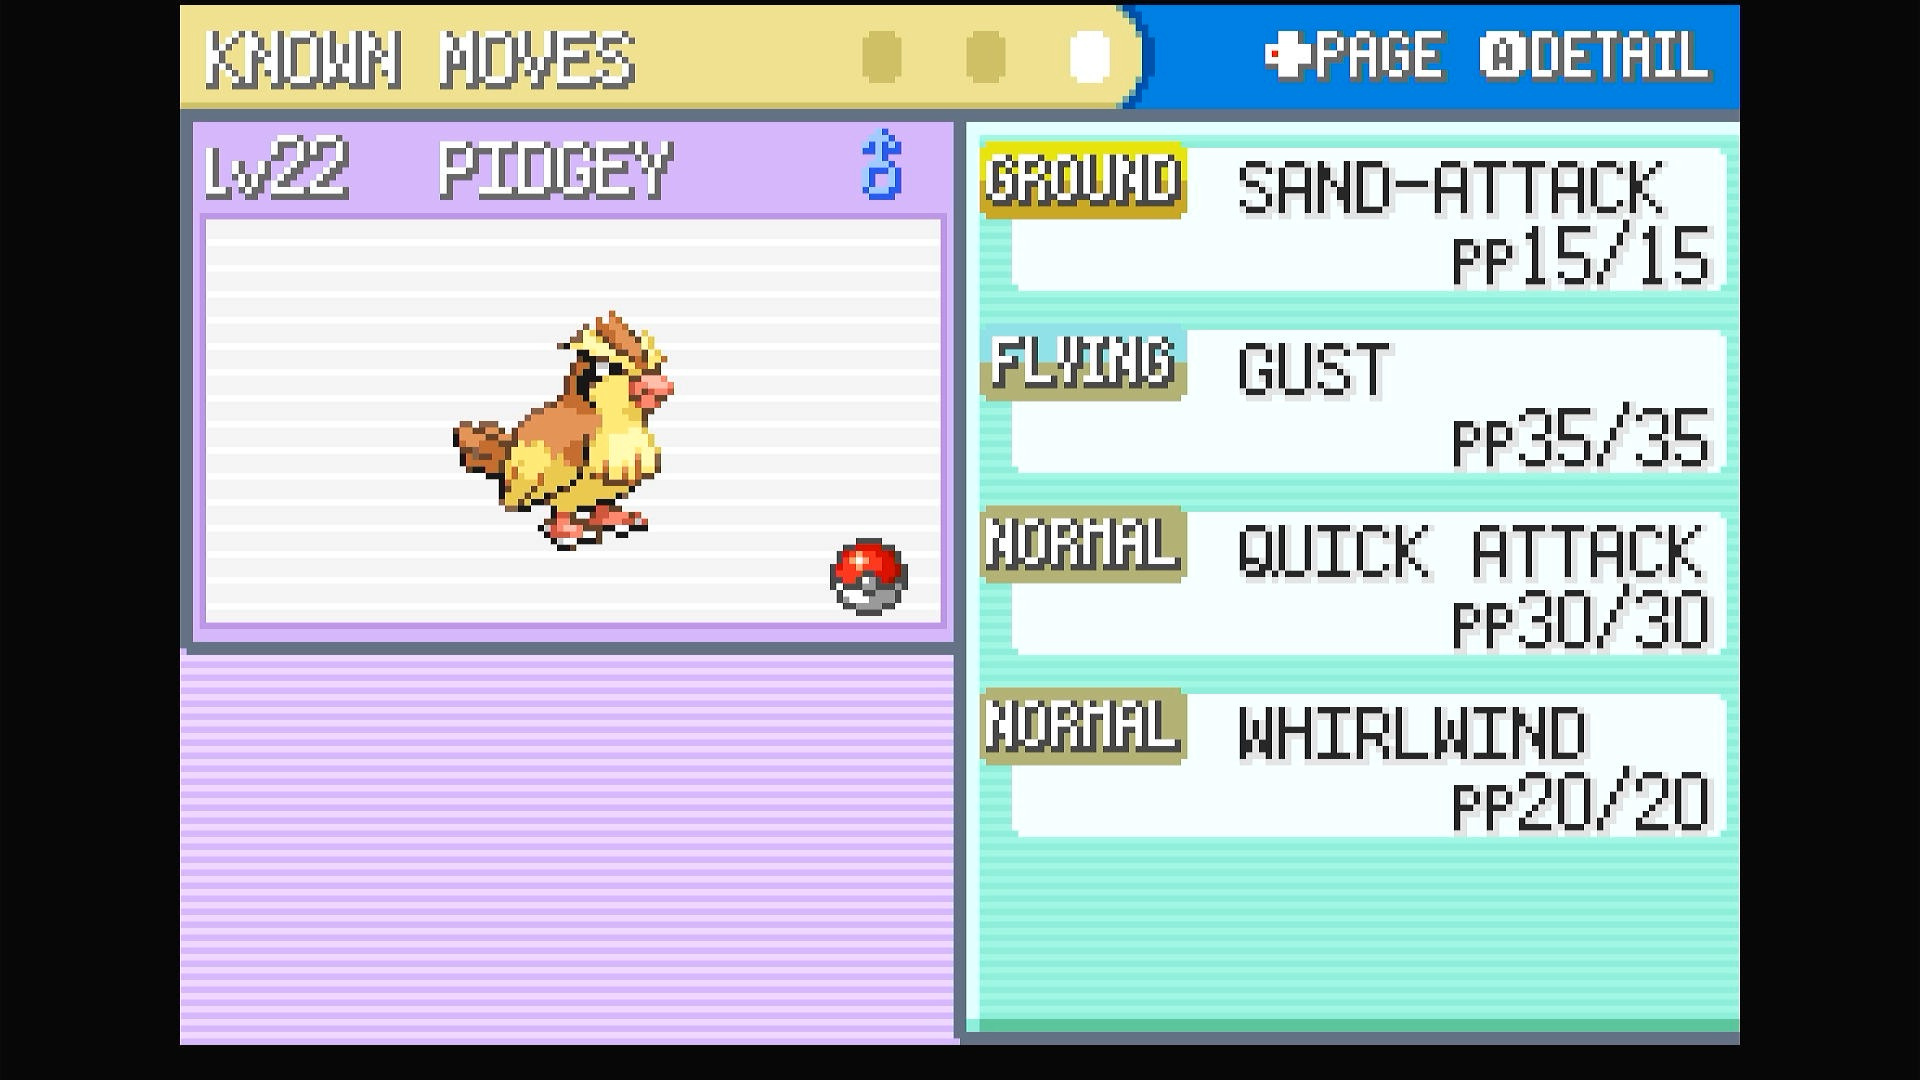 KNOWN MOVES
PAGE ADETAIL
Lv22 PIDGEY ♂
GROUND SAND-ATTACK
PP15/15
FLYING GUST
PP35/35
NORMAL QUICK ATTACK
PP30/30
NORMAL WHIRLWIND
PP20/20